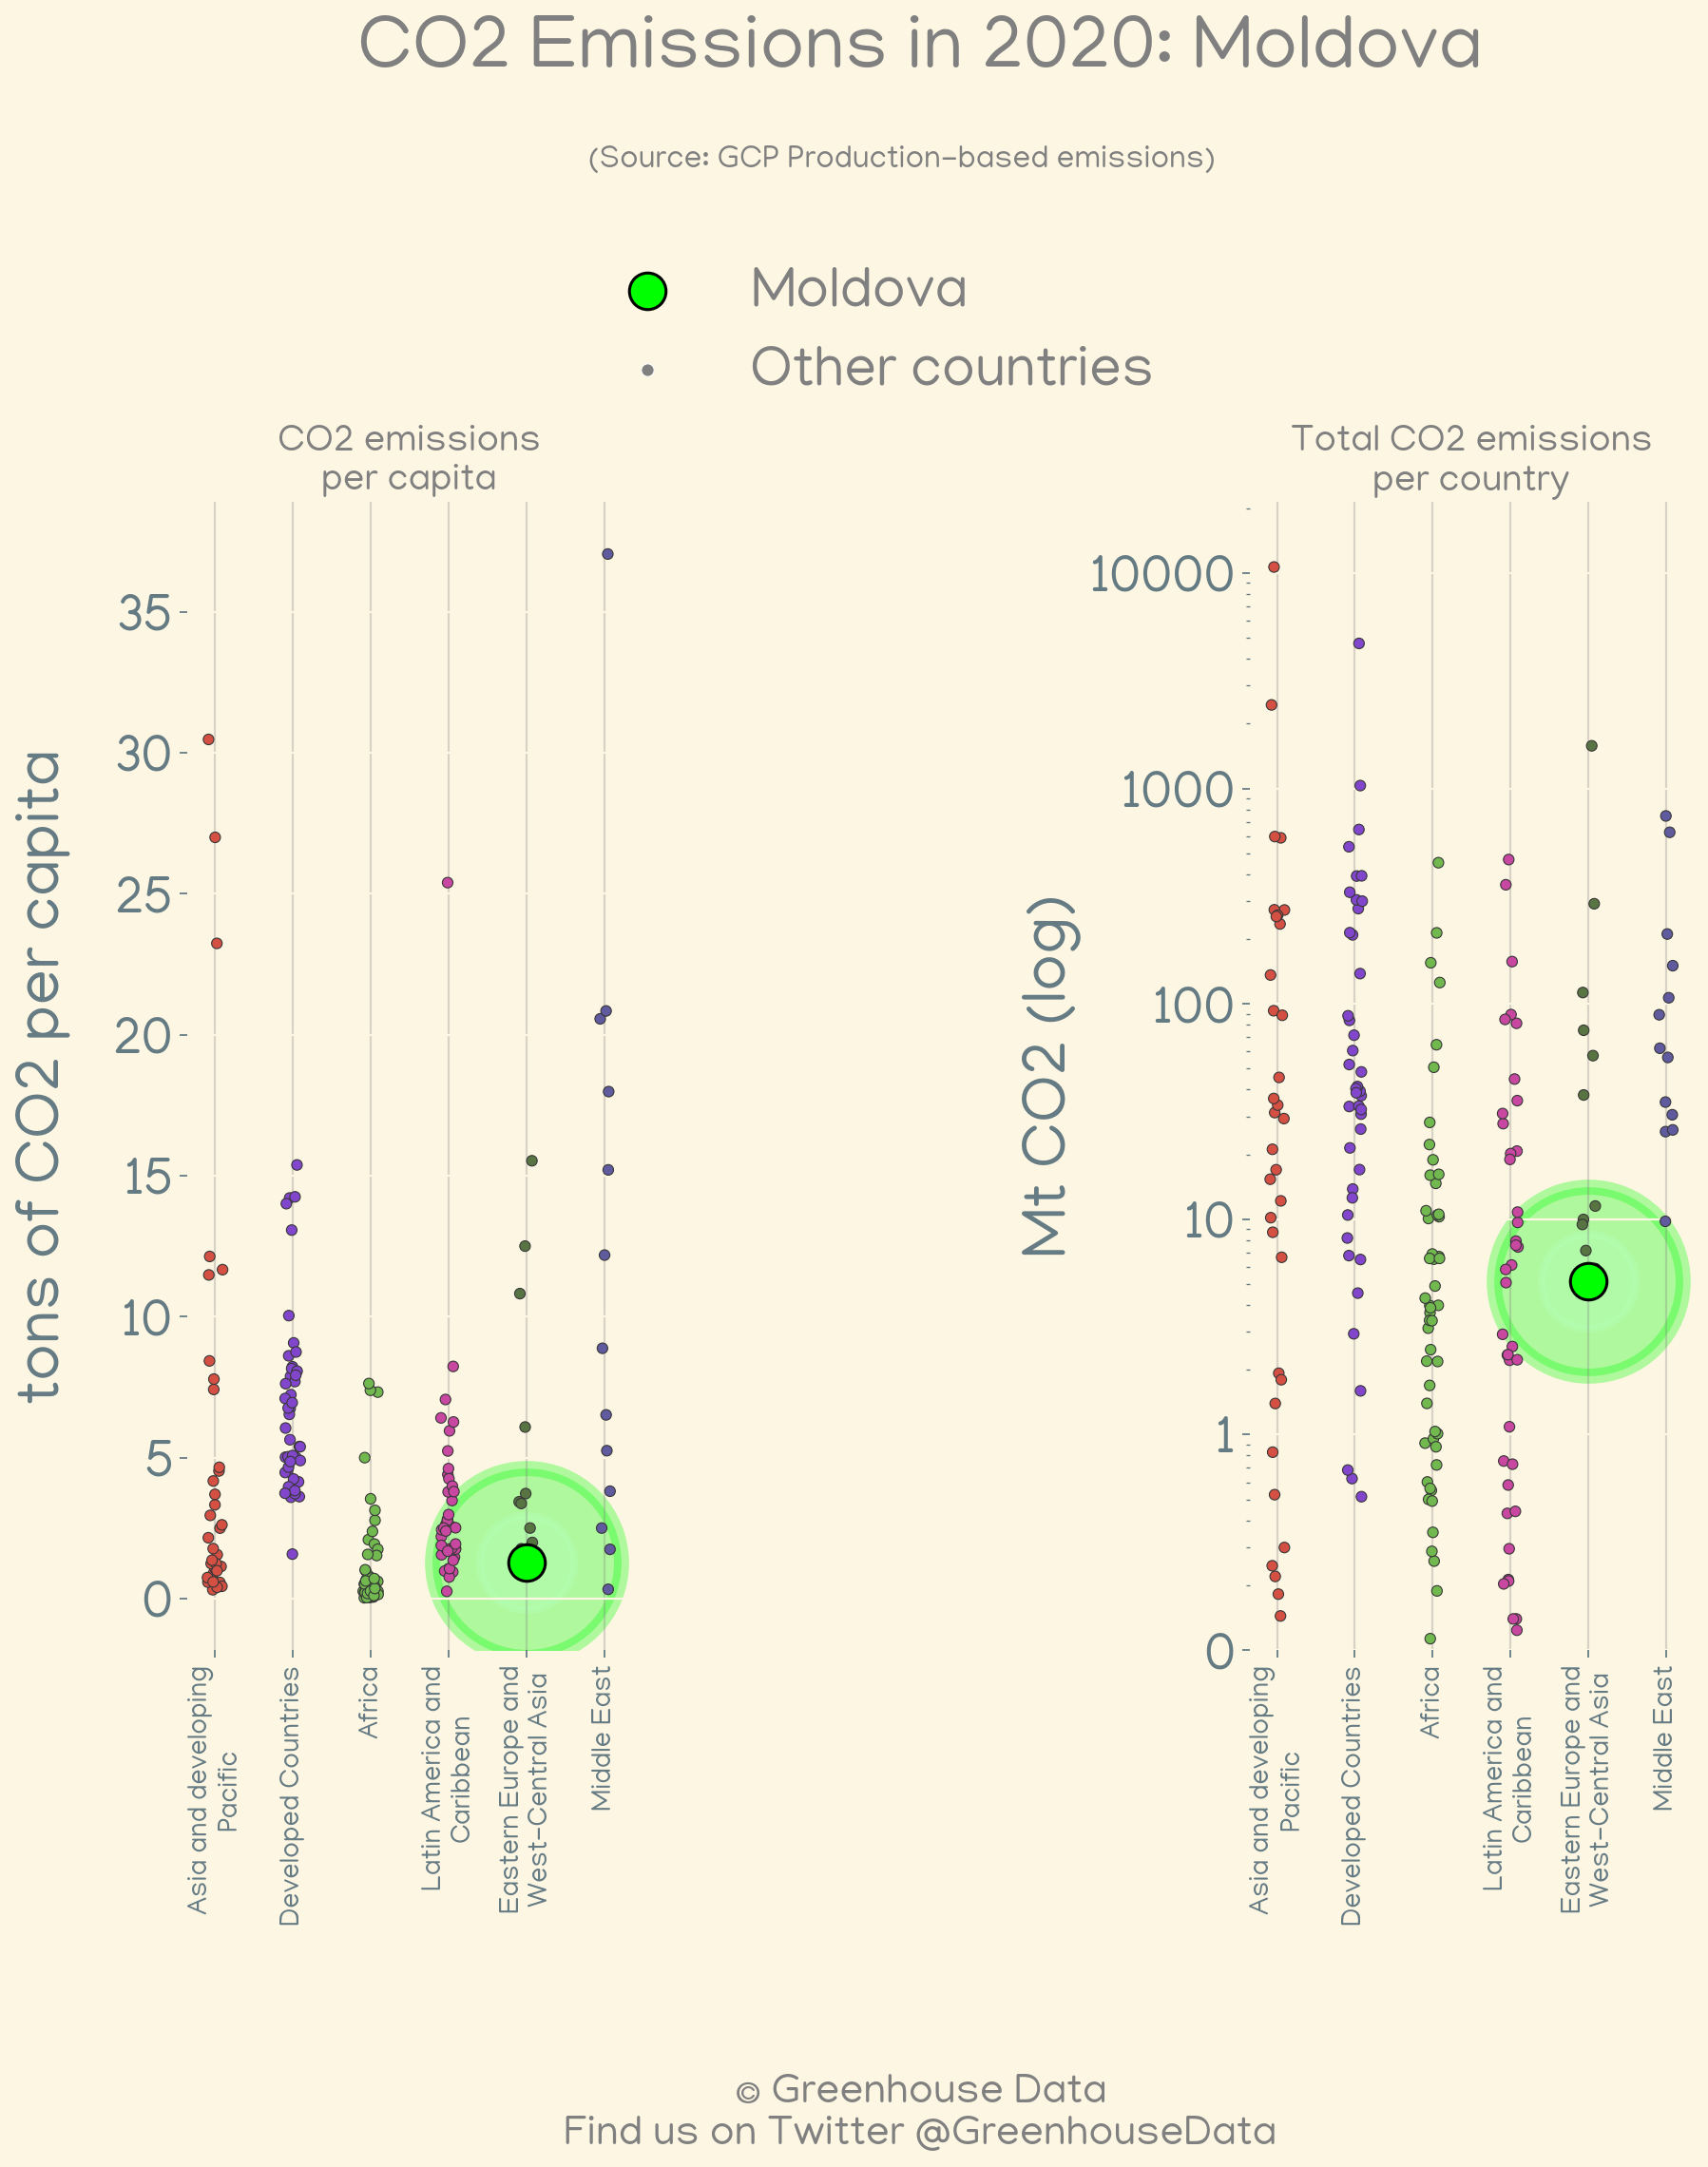 CO2 Emissions in 2020: Moldova
(Source: GCP Production-based emissions)
Moldova
Other countries
CO2 emissions
per capita
tons of CO2 per capita
35
30
25
20
15
10
5
0
Asia and developing
Pacific
Developed Countries
Africa
Latin America and
Caribbean
Eastern Europe and
West-Central Asia
Middle East
Total CO2 emissions
per country
Mt CO2 (log)
10000
1000
100
10
1
0
Asia and developing
Pacific
Developed Countries
Africa
Latin America and
Caribbean
Eastern Europe and
West-Central Asia
Middle East
© Greenhouse Data
Find us on Twitter @GreenhouseData